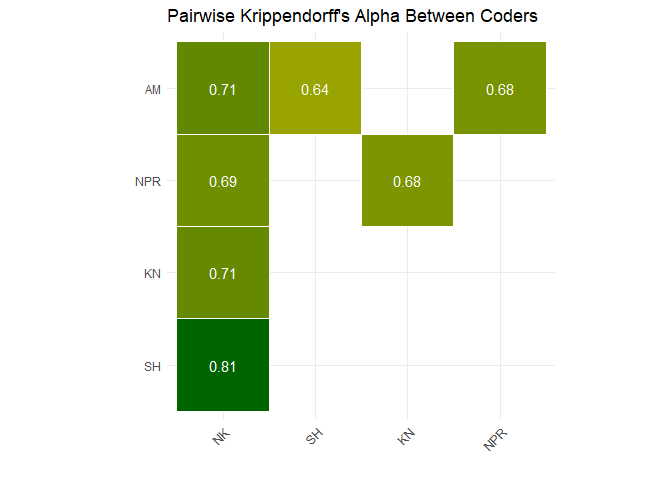 Pairwise Krippendorff's Alpha Between Coders
AM 0.71 0.64 0.68
NPR 0.69 0.68
KN 0.71
SH 0.81
NK SH KN NPR